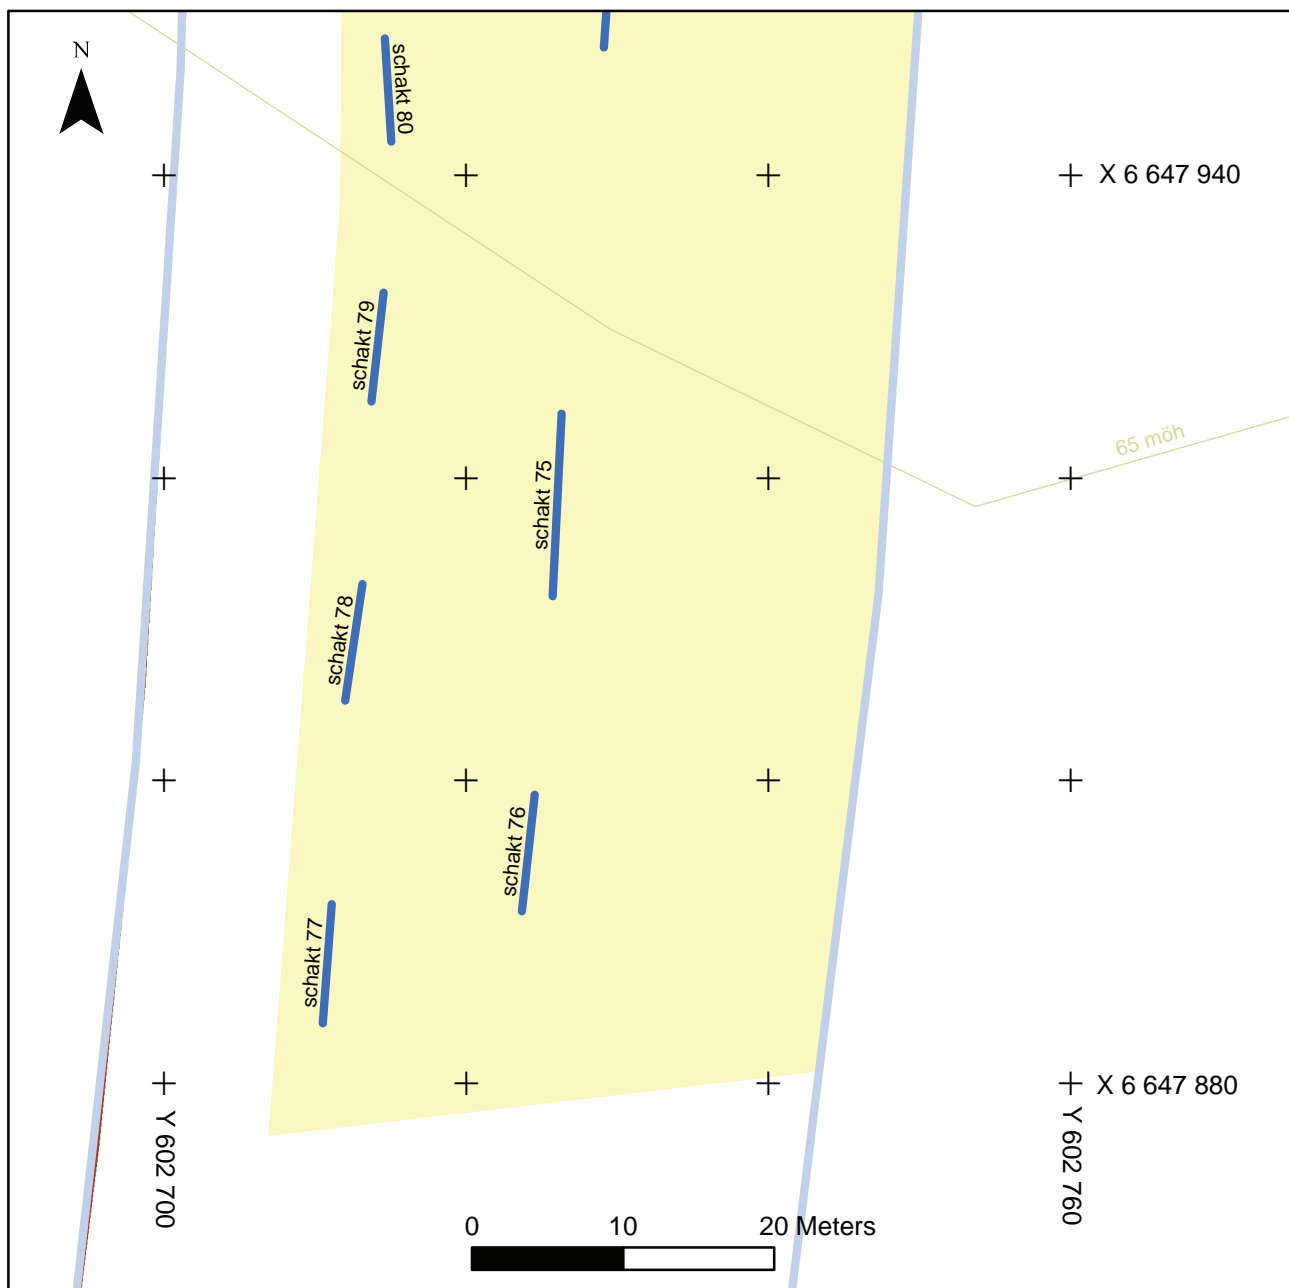 N
schakt 80
X 6 647 940
schakt 79
65 möh
schakt 75
schakt 78
schakt 76
schakt 77
X 6 647 880
Y 602 700
Y 602 760
0 10 20 Meters